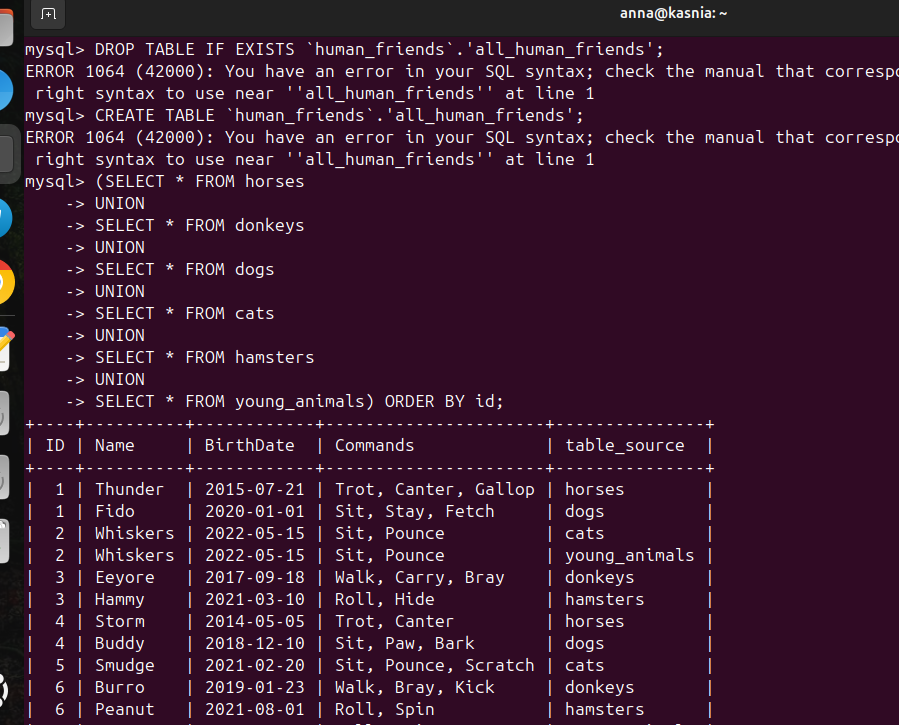 anna@kasnia: ~
mysql> DROP TABLE IF EXISTS `human_friends`.'all_human_friends';
ERROR 1064 (42000): You have an error in your SQL syntax; check the manual that correspo
right syntax to use near ''all_human_friends'' at line 1
mysql> CREATE TABLE `human_friends`.'all_human_friends';
ERROR 1064 (42000): You have an error in your SQL syntax; check the manual that correspo
right syntax to use near ''all_human_friends'' at line 1
mysql> (SELECT * FROM horses
-> UNION
-> SELECT * FROM donkeys
-> UNION
-> SELECT * FROM dogs
-> UNION
-> SELECT * FROM cats
-> UNION
-> SELECT * FROM hamsters
-> UNION
-> SELECT * FROM young_animals) ORDER BY id;
+----+----------+------------+----------------------+---------------+
| ID | Name     | BirthDate  | Commands             | table_source  |
+----+----------+------------+----------------------+---------------+
|  1 | Thunder  | 2015-07-21 | Trot, Canter, Gallop | horses        |
|  1 | Fido     | 2020-01-01 | Sit, Stay, Fetch     | dogs          |
|  2 | Whiskers | 2022-05-15 | Sit, Pounce          | cats          |
|  2 | Whiskers | 2022-05-15 | Sit, Pounce          | young_animals |
|  3 | Eeyore   | 2017-09-18 | Walk, Carry, Bray    | donkeys       |
|  3 | Hammy    | 2021-03-10 | Roll, Hide           | hamsters      |
|  4 | Storm    | 2014-05-05 | Trot, Canter         | horses        |
|  4 | Buddy    | 2018-12-10 | Sit, Paw, Bark       | dogs          |
|  5 | Smudge   | 2021-02-20 | Sit, Pounce, Scratch | cats          |
|  6 | Burro    | 2019-01-23 | Walk, Bray, Kick     | donkeys       |
|  6 | Peanut   | 2021-08-01 | Roll, Spin           | hamsters      |